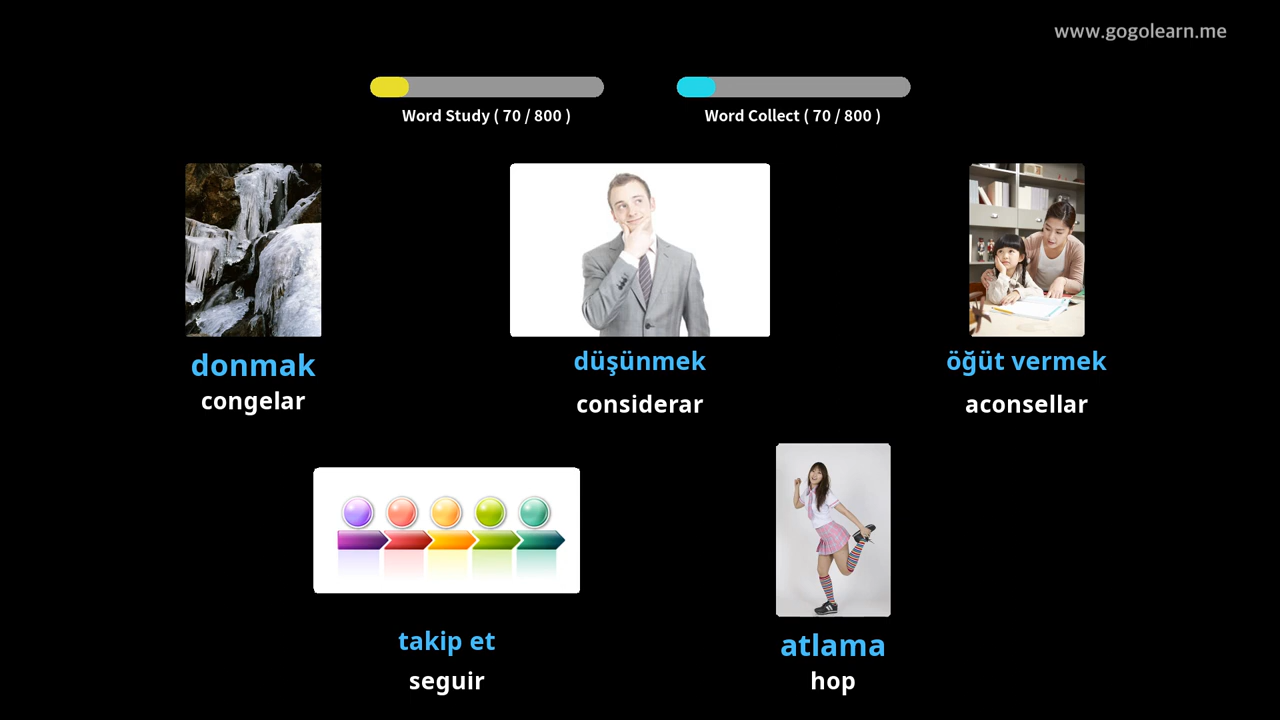 www.gogolearn.me
Word Study ( 70 / 800 )
Word Collect ( 70 / 800 )
donmak
congelar
düşünmek
considerar
öğüt vermek
aconsellar
takip et
seguir
atlama
hop